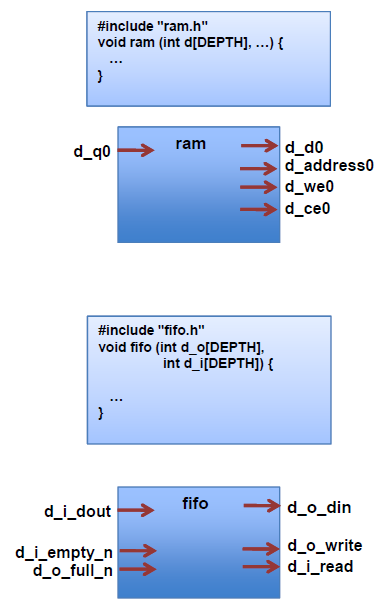 #include "ram.h"
void ram (int d[DEPTH], ...) {
...
}
d_q0
ram
d_d0
d_address0
d_we0
d_ce0
#include "fifo.h"
void fifo (int d_o[DEPTH],
int d_i[DEPTH]) {
...
}
d_i_dout
fifo
d_o_din
d_i_empty_n
d_o_write
d_o_full_n
d_i_read